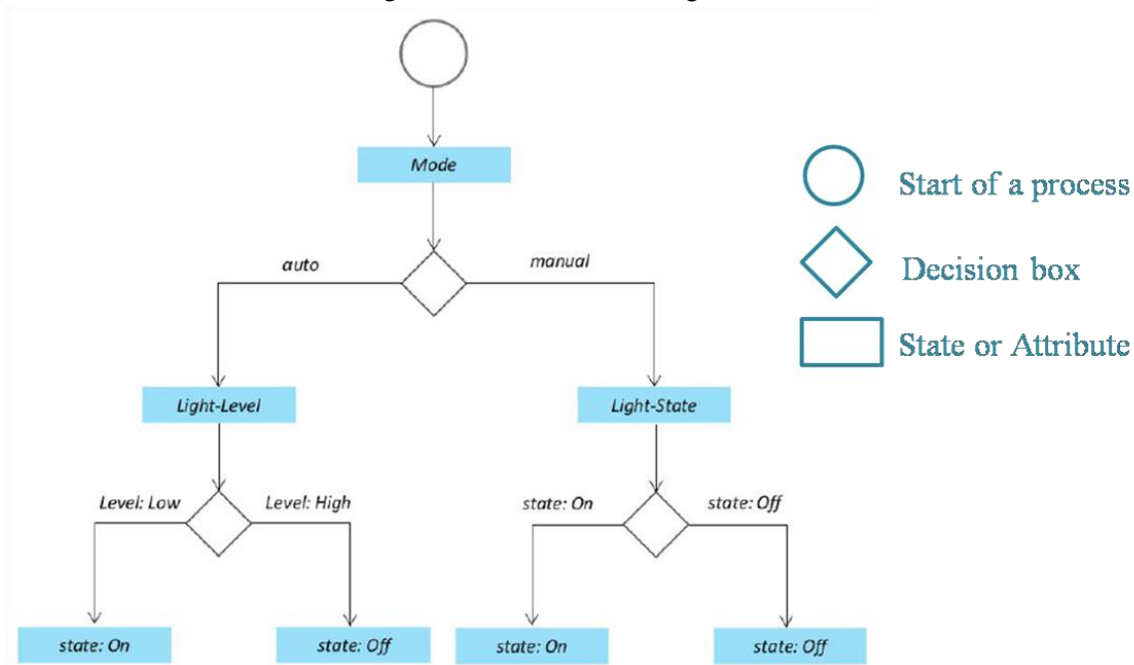 Mode
auto
manual
Light-Level
Light-State
Level: Low
Level: High
state: On
state: Off
state: On
state: Off
state: On
state: Off
Start of a process
Decision box
State or Attribute